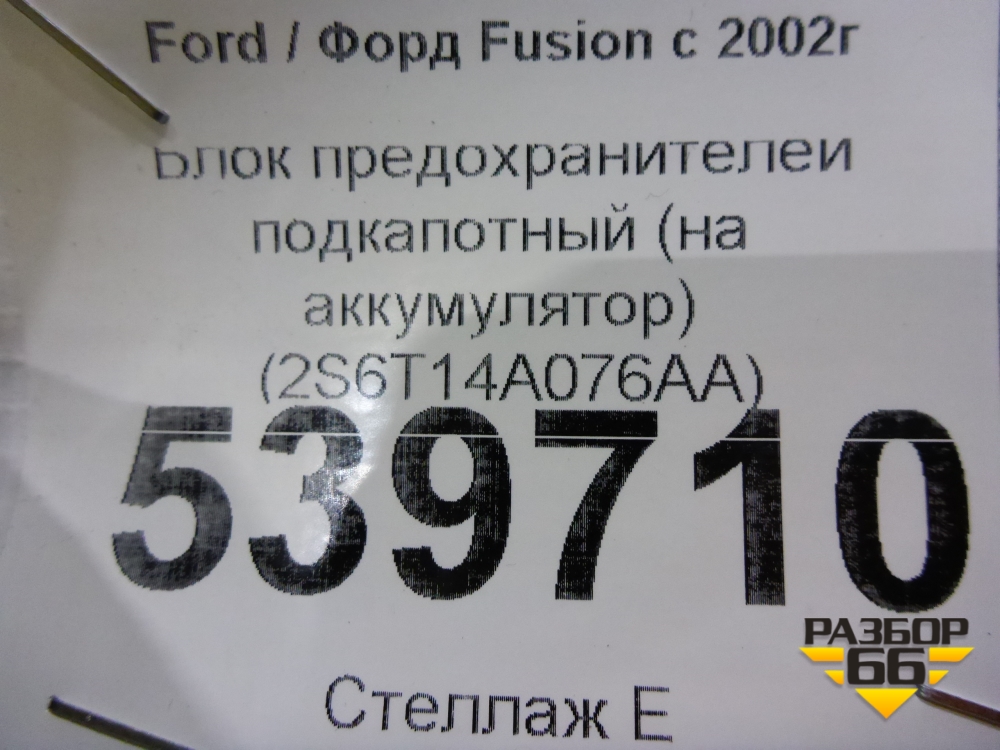 Ford / Форд Fusion с 2002г
Блок предохранителей
подкапотный (на
аккумулятор)
(2S6T14A076AA)
539710
Стеллаж Е
РАЗБОР
66